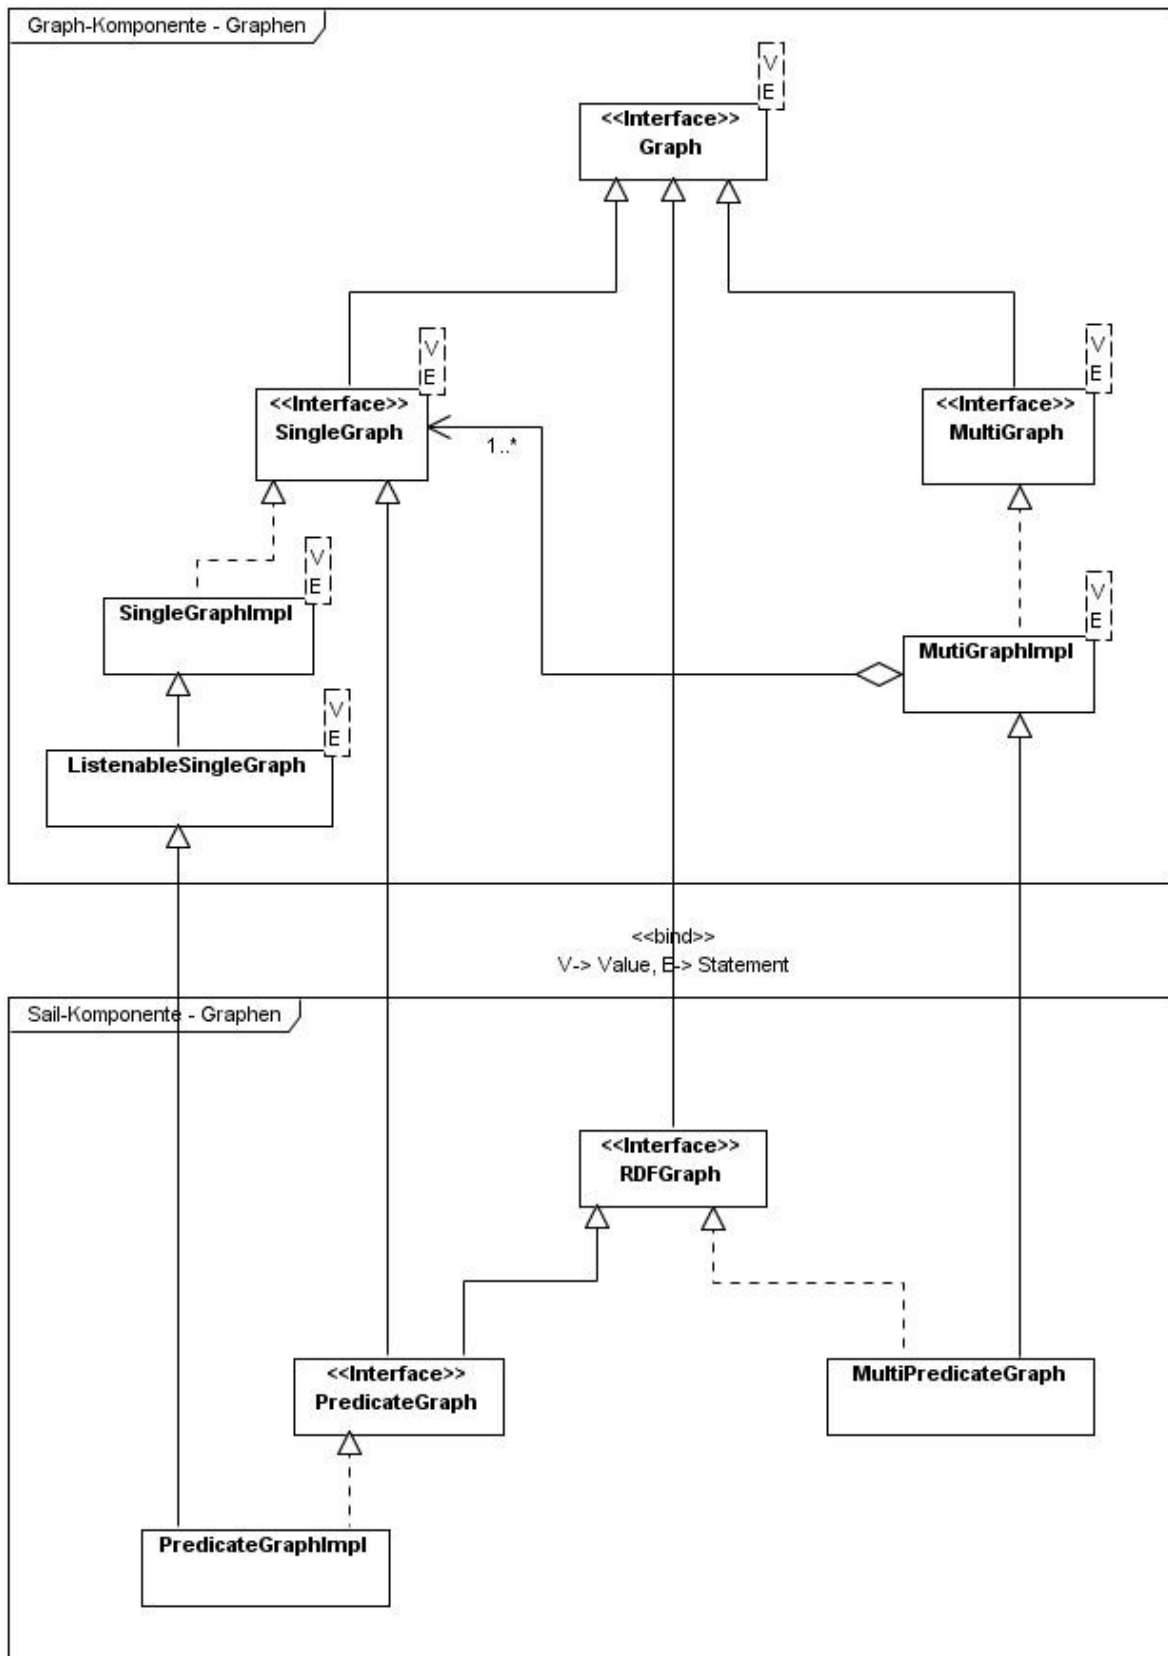 Graph-Komponente - Graphen
V
E
<<Interface>>
Graph
V
E
<<Interface>>
SingleGraph
1..*
V
E
<<Interface>>
MultiGraph
V
E
SingleGraphImpl
V
E
MutiGraphImpl
V
E
ListenableSingleGraph
<<bind>>
V-> Value, E-> Statement
Sail-Komponente - Graphen
<<Interface>>
RDFGraph
<<Interface>>
PredicateGraph
MultiPredicateGraph
PredicateGraphImpl